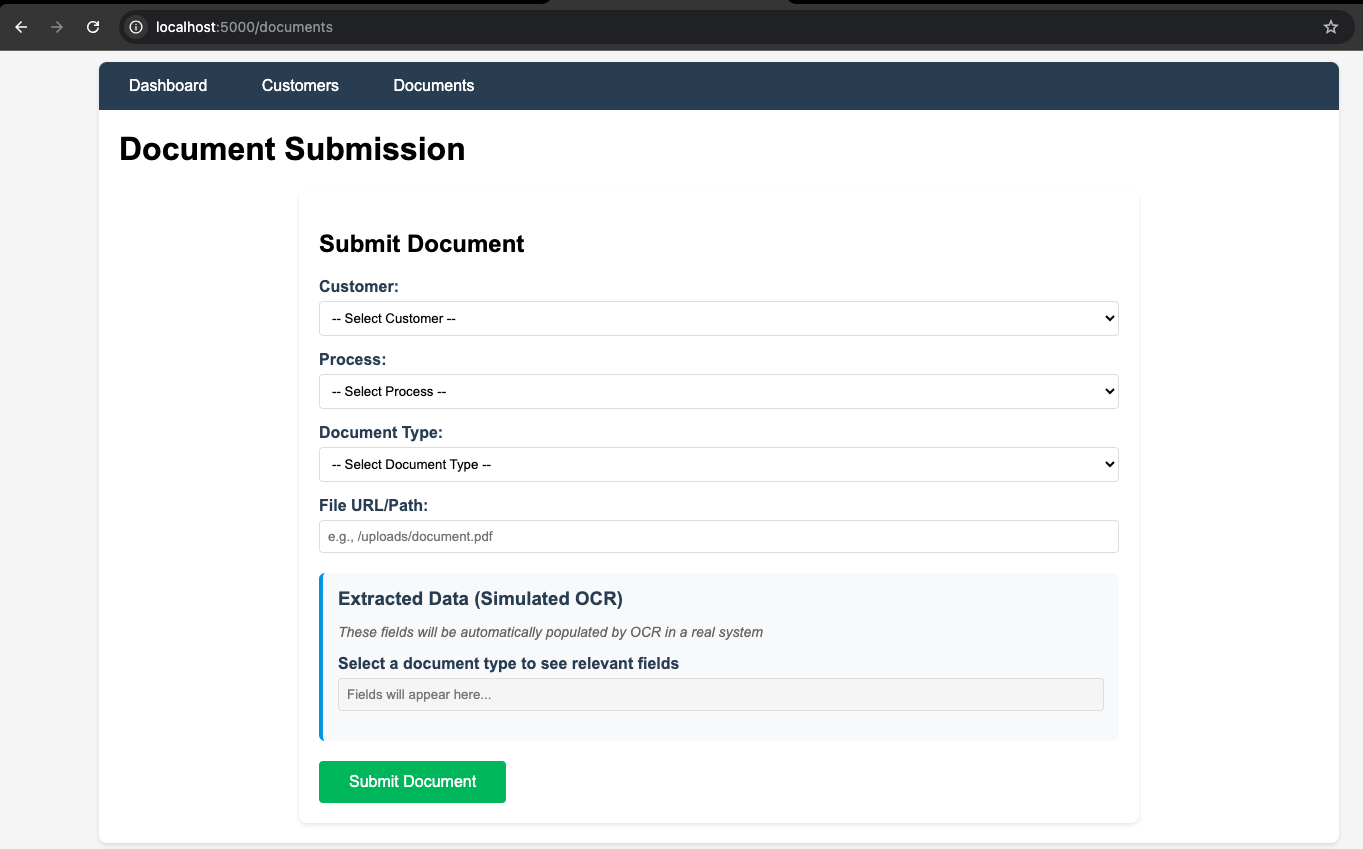 localhost:5000/documents
Dashboard Customers Documents
Document Submission
Submit Document
Customer:
-- Select Customer --
Process:
-- Select Process --
Document Type:
-- Select Document Type --
File URL/Path:
e.g., /uploads/document.pdf
Extracted Data (Simulated OCR)
These fields will be automatically populated by OCR in a real system
Select a document type to see relevant fields
Fields will appear here...
Submit Document